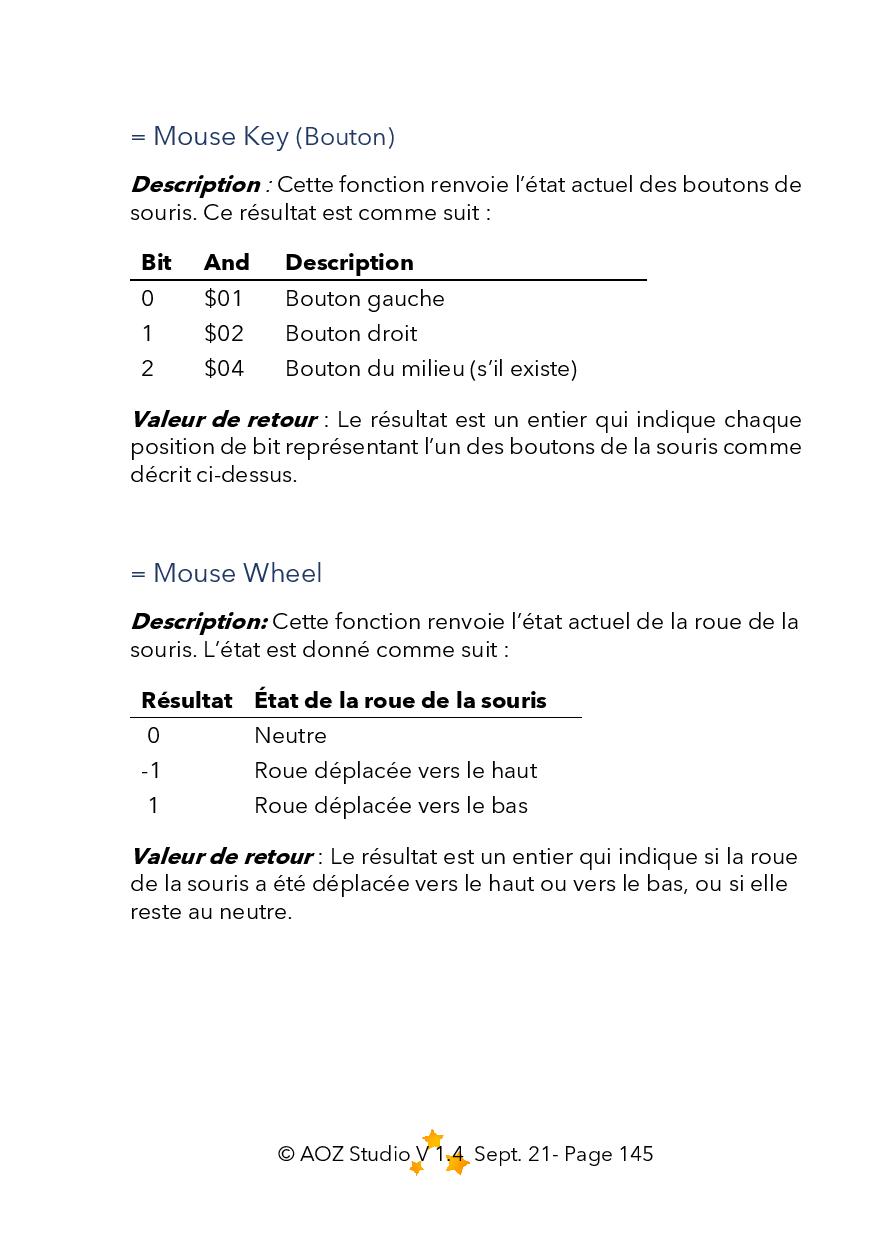 = Mouse Key (Bouton)
Description : Cette fonction renvoie l’état actuel des boutons de
souris. Ce résultat est comme suit :
Bit And Description
0 $01 Bouton gauche
1 $02 Bouton droit
2 $04 Bouton du milieu (s’il existe)
Valeur de retour : Le résultat est un entier qui indique chaque
position de bit représentant l’un des boutons de la souris comme
décrit ci-dessus.
= Mouse Wheel
Description: Cette fonction renvoie l’état actuel de la roue de la
souris. L’état est donné comme suit :
Résultat État de la roue de la souris
0 Neutre
-1 Roue déplacée vers le haut
1 Roue déplacée vers le bas
Valeur de retour : Le résultat est un entier qui indique si la roue
de la souris a été déplacée vers le haut ou vers le bas, ou si elle
reste au neutre.
© AOZ Studio V 1.4 Sept. 21- Page 145